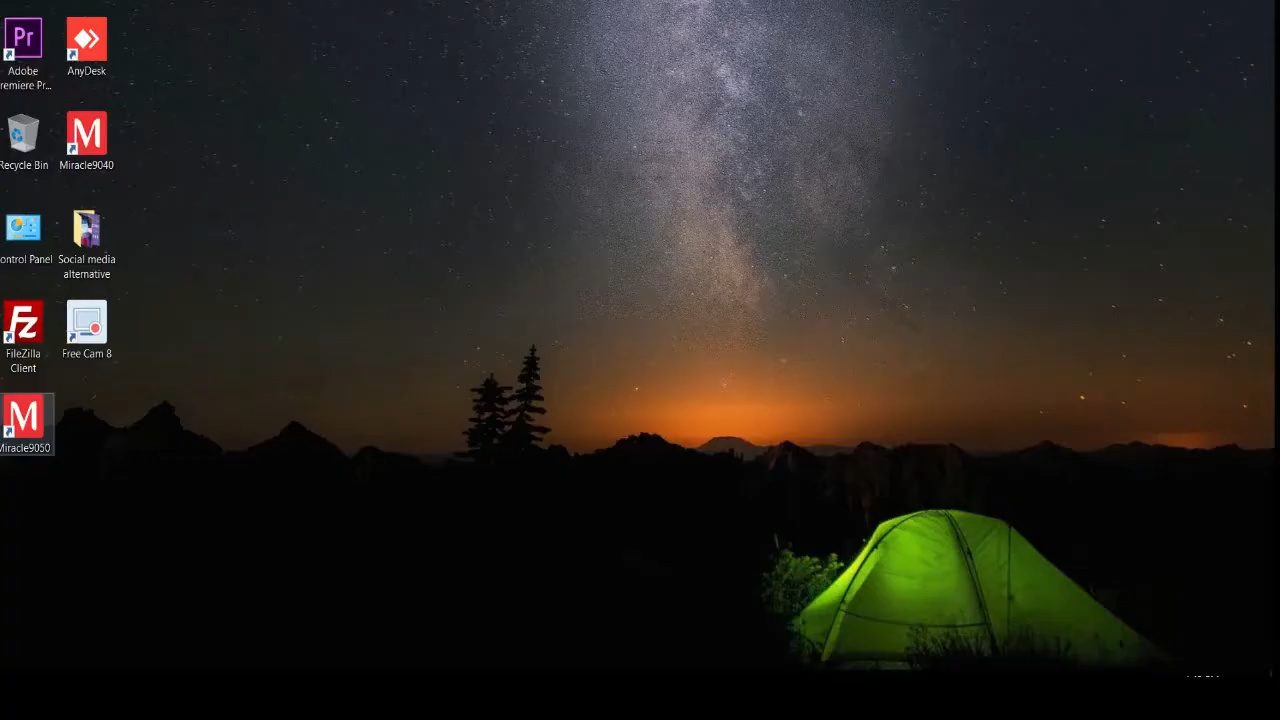 Pr
Adobe
remiere Pr...
AnyDesk
Recycle Bin
M
Miracle9040
ontrol Panel
Social media
alternative
Fz
FileZilla
Client
Free Cam 8
M
Miracle9050